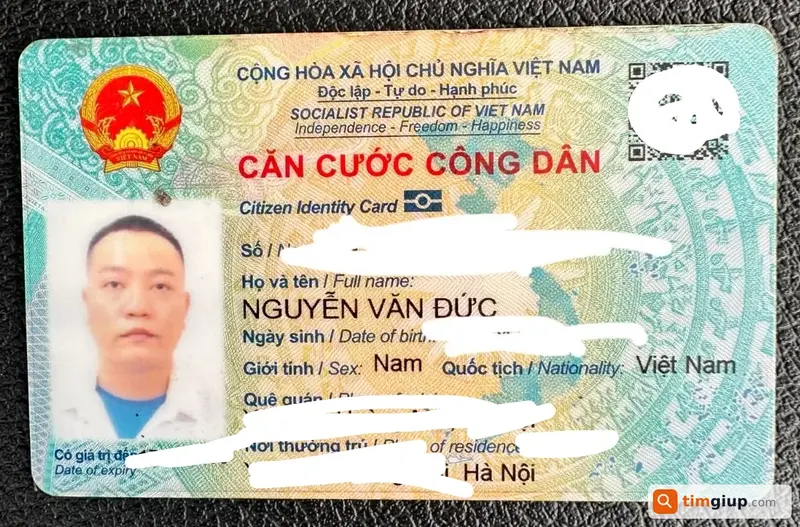 CỘNG HÒA XÃ HỘI CHỦ NGHĨA VIỆT NAM
Độc lập - Tự do - Hạnh phúc
SOCIALIST REPUBLIC OF VIET NAM
Independence - Freedom - Happiness
CĂN CƯỚC CÔNG DÂN
Citizen Identity Card
Số /
Họ và tên / Full name:
NGUYỄN VĂN ĐỨC
Ngày sinh / Date of birth
Giới tính / Sex: Nam Quốc tịch / Nationality: Việt Nam
Quê quán /
Nơi thường trú / of residence
Hà Nội
Có giá trị đến
Date of expiry
VIỆT NAM
timgiup.com